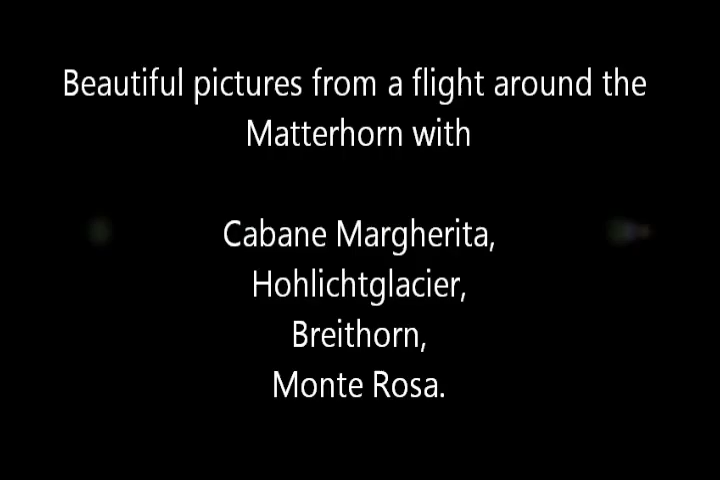 Beautiful pictures from a flight around the
Matterhorn with
Cabane Margherita,
Hohlichtglacier,
Breithorn,
Monte Rosa.